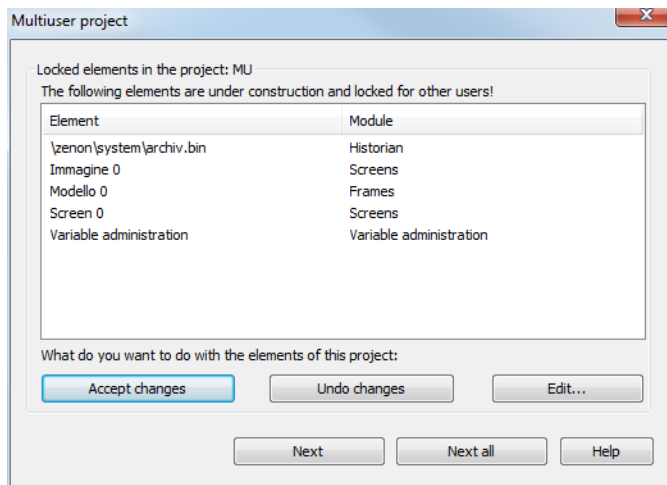 Multiuser project
Locked elements in the project: MU
The following elements are under construction and locked for other users!
Element Module
\zenon\system\archiv.bin Historian
Immagine 0 Screens
Modello 0 Frames
Screen 0 Screens
Variable administration Variable administration
What do you want to do with the elements of this project:
Accept changes Undo changes Edit...
Next Next all Help